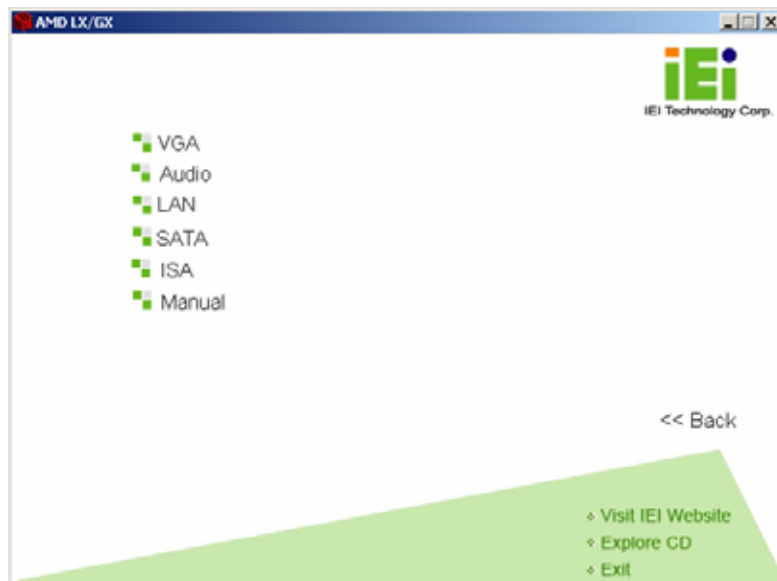 AMD LX/GX
iEi
IEI Technology Corp.
VGA
Audio
LAN
SATA
ISA
Manual
<< Back
Visit IEI Website
Explore CD
Exit